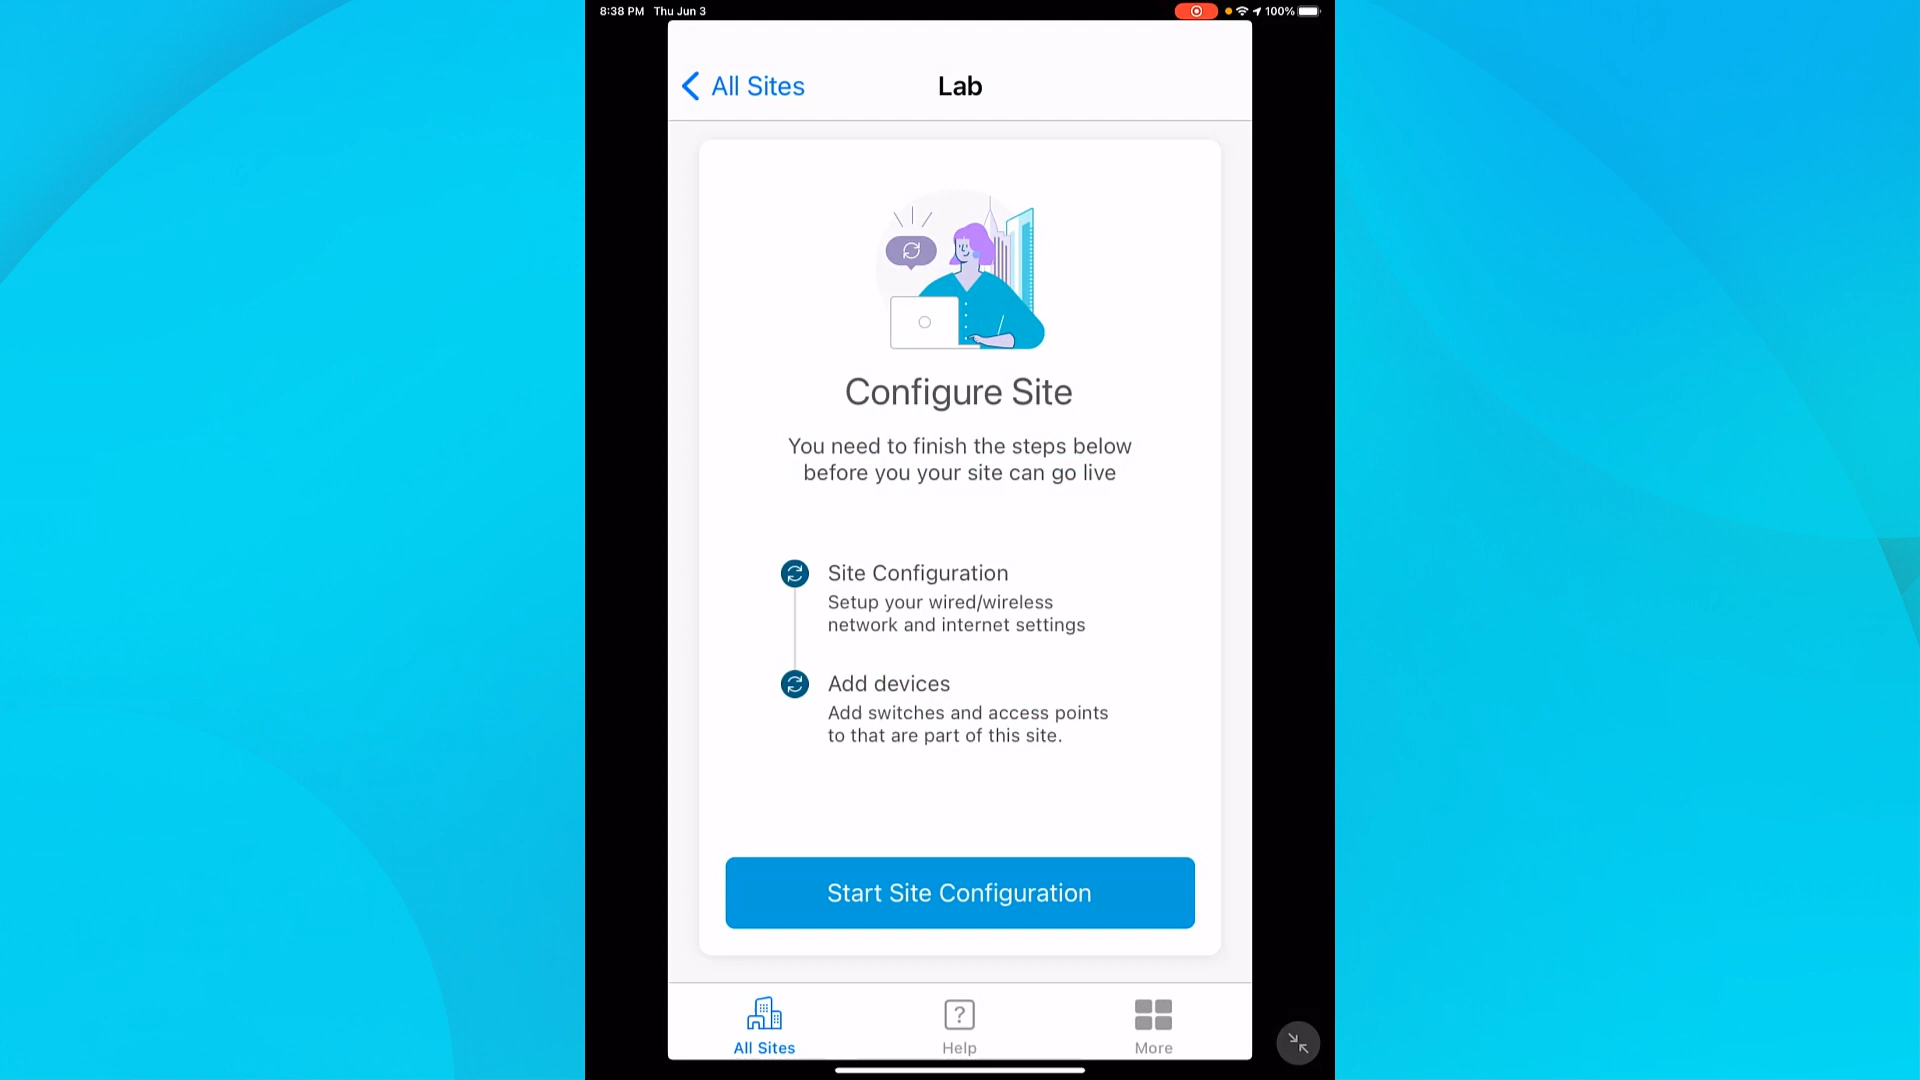 8:38 PM Thu Jun 3 100%
All Sites Lab
Configure Site
You need to finish the steps below
before you your site can go live
Site Configuration
Setup your wired/wireless
network and internet settings
Add devices
Add switches and access points
to that are part of this site.
Start Site Configuration
All Sites Help More